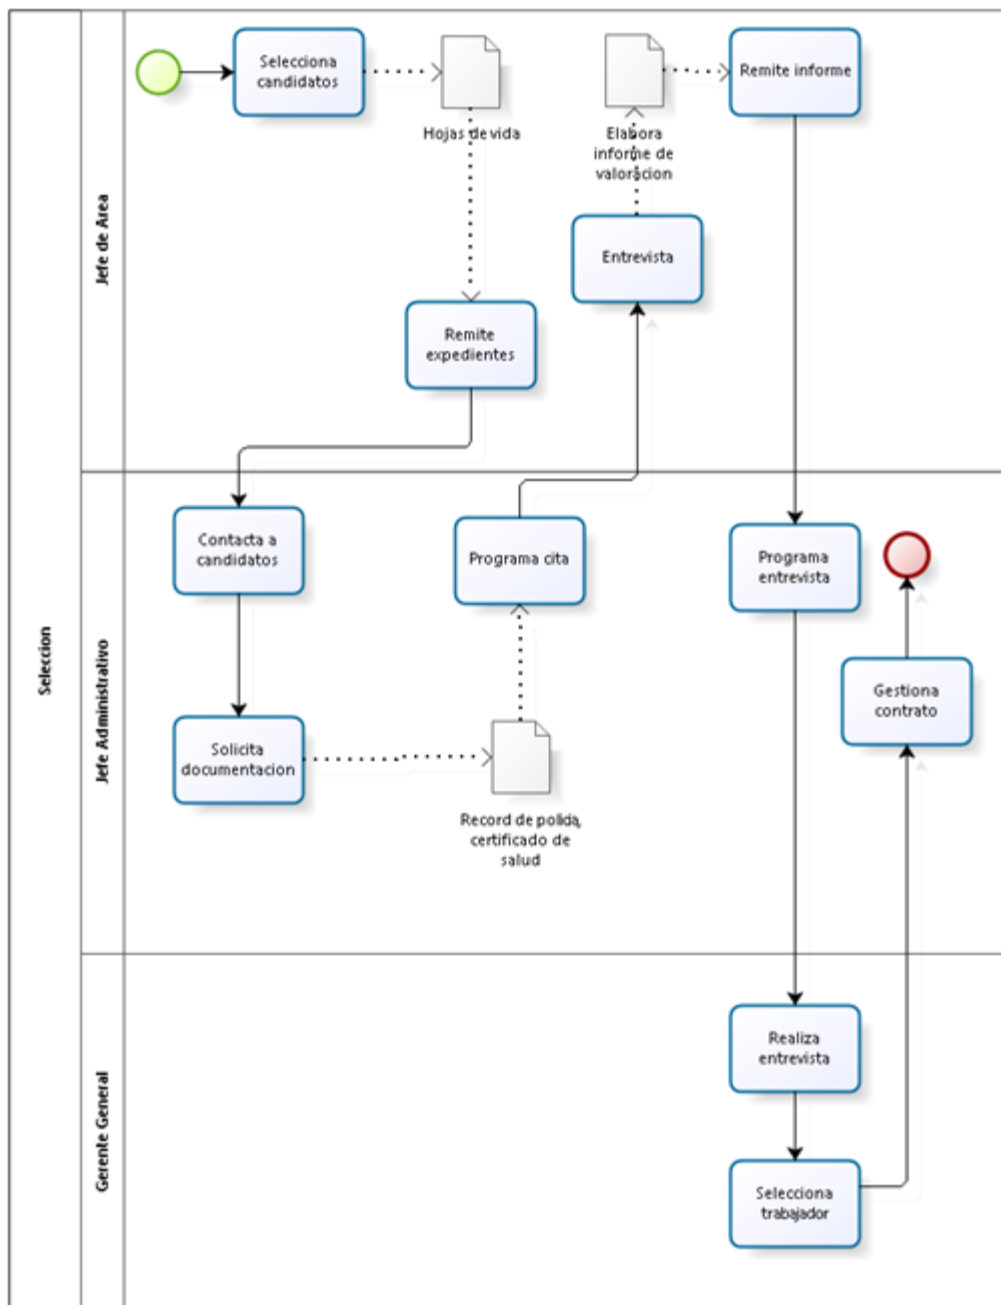 Seleccion
Jefe de Area
Selecciona
candidatos
Hojas de vida
Remite
expedientes
Elabora
informe de
valoracion
Entrevista
Remite informe
Jefe Administrativo
Contacta a
candidatos
Solicita
documentacion
Record de policia,
certificado de
salud
Programa cita
Programa
entrevista
Gestiona
contrato
Gerente General
Realiza
entrevista
Selecciona
trabajador